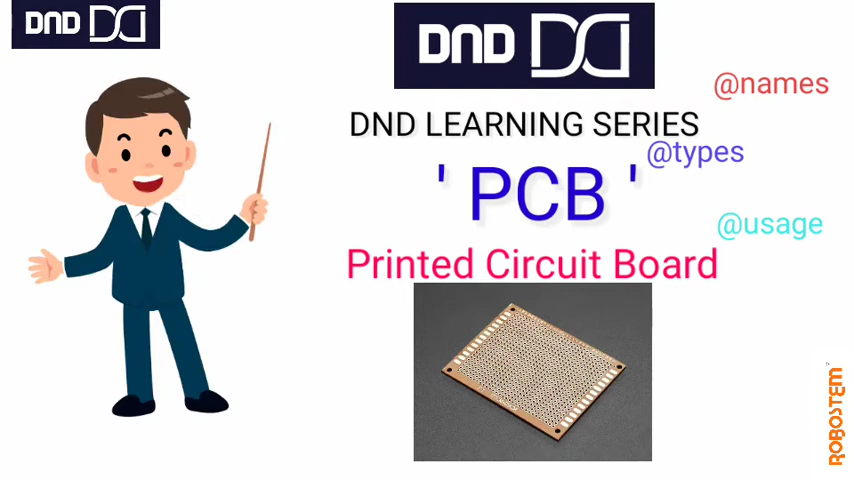 DND
DND
@names
DND LEARNING SERIES
@types
' PCB '
@usage
Printed Circuit Board
ROBOSTEM